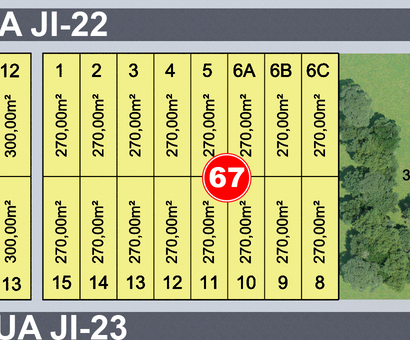 A JI-22
12 1 2 3 4 5 6A 6B 6C
300,00m² 270,00m² 270,00m² 270,00m² 270,00m² 270,00m² 270,00m² 270,00m² 270,00m²
67
3
300,00m² 270,00m² 270,00m² 270,00m² 270,00m² 270,00m² 270,00m² 270,00m² 270,00m²
13 15 14 13 12 11 10 9 8
UA JI-23